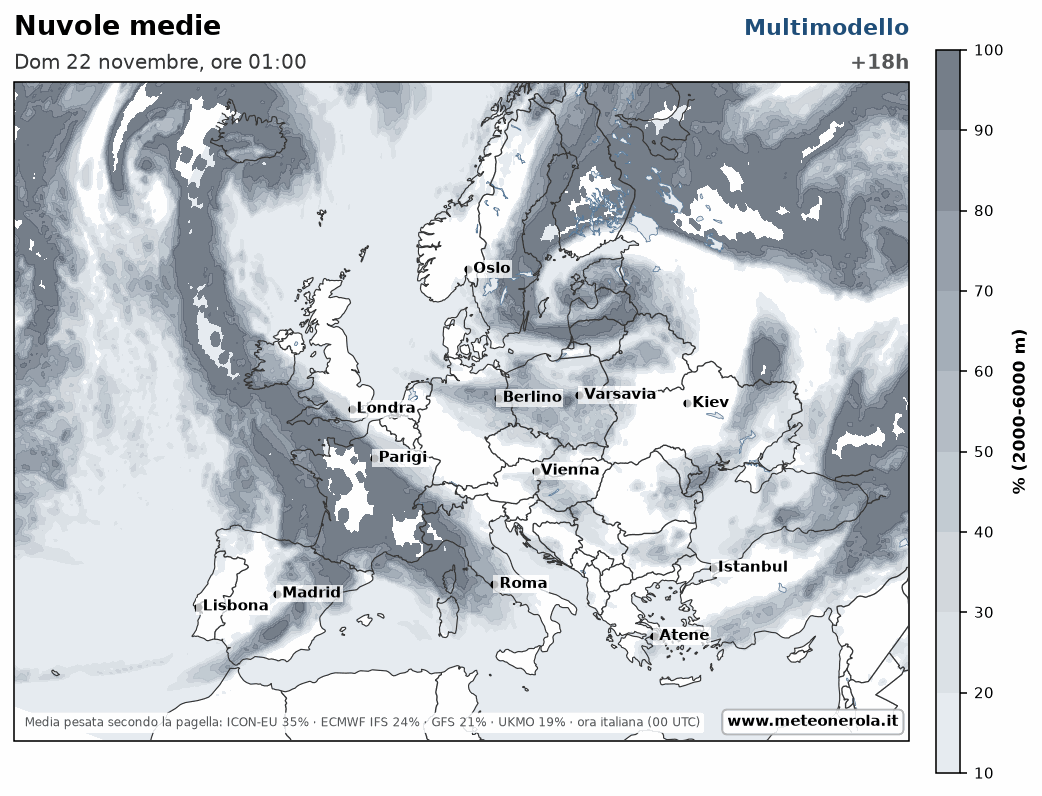 Nuvole medie
Multimodello
Dom 22 novembre, ore 01:00
+18h
Oslo
Londra
Berlino
Varsavia
Kiev
Parigi
Vienna
Istanbul
Roma
Madrid
Lisbona
Atene
Media pesata secondo la pagella: ICON-EU 35% · ECMWF IFS 24% · GFS 21% · UKMO 19% · ora italiana (00 UTC)
www.meteonerola.it
100
90
80
70
60
50
40
30
20
10
% (2000-6000 m)